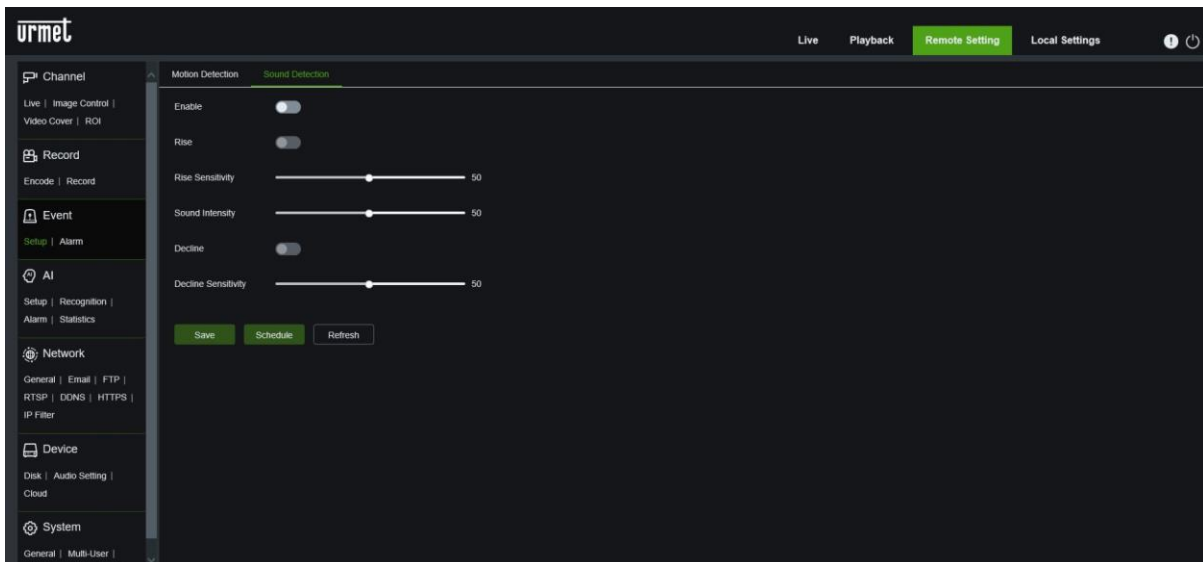 urmet
Live Playback Remote Setting Local Settings
Channel
Live | Image Control |
Video Cover | ROI
Record
Encode | Record
Event
Setup | Alarm
AI
Setup | Recognition |
Alarm | Statistics
Network
General | Email | FTP |
RTSP | DDNS | HTTPS |
IP Filter
Device
Disk | Audio Setting |
Cloud
System
General | Multi-User |
Motion Detection Sound Detection
Enable
Rise
Rise Sensitivity 50
Sound Intensity 50
Decline
Decline Sensitivity 50
Save Schedule Refresh